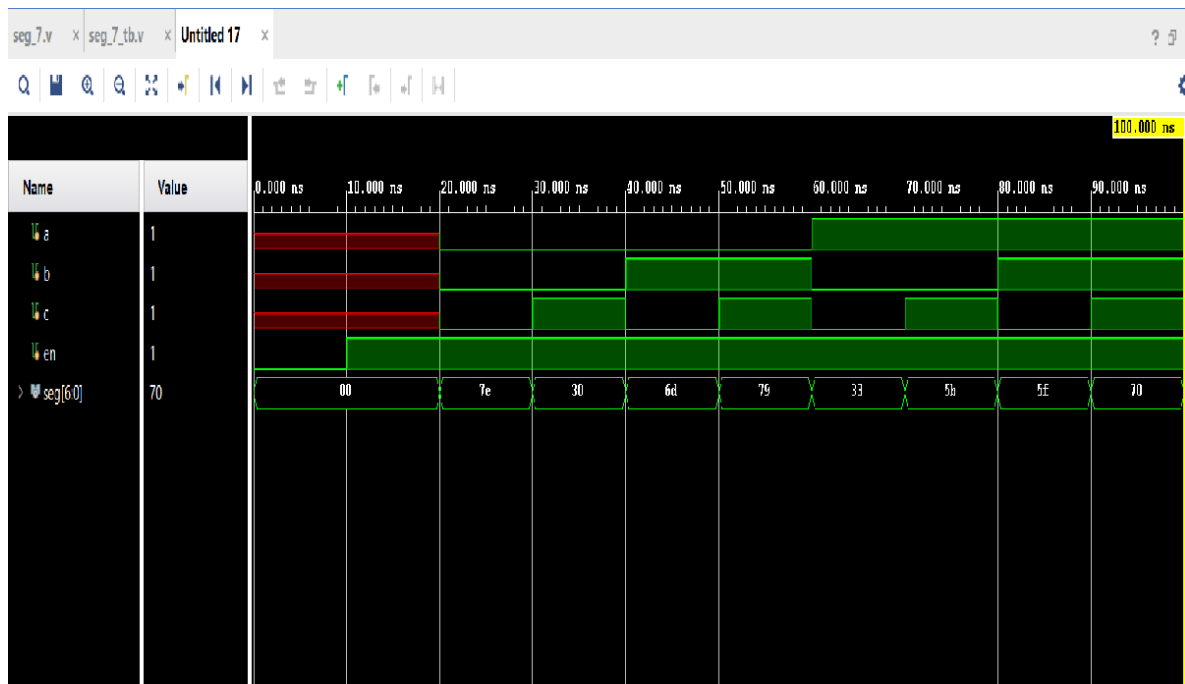 seg_7.v × seg_7_tb.v × Untitled 17 × ?
100.000 ns
Name Value 0.000 ns 10.000 ns 20.000 ns 30.000 ns 40.000 ns 50.000 ns 60.000 ns 70.000 ns 80.000 ns 90.000 ns
a 1
b 1
c 1
en 1
> seg[6:0] 70 00 7e 30 6d 79 33 5b 5f 70